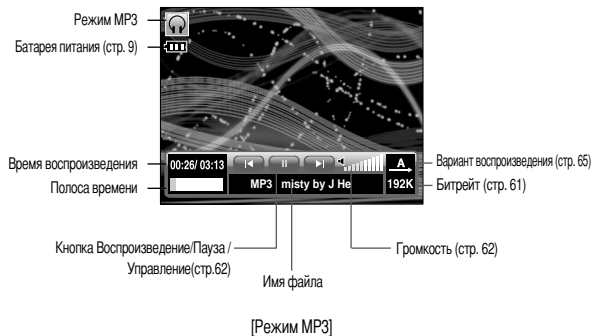 Режим MP3
Батарея питания (стр. 9)
Время воспроизведения
00:26/ 03:13
A
Вариант воспроизведения (стр. 65)
Полоса времени
MP3 misty by J He
192K
Битрейт (стр. 61)
Кнопка Воспроизведение/Пауза /
Управление(стр.62)
Имя файла
Громкость (стр. 62)
[Режим MP3]